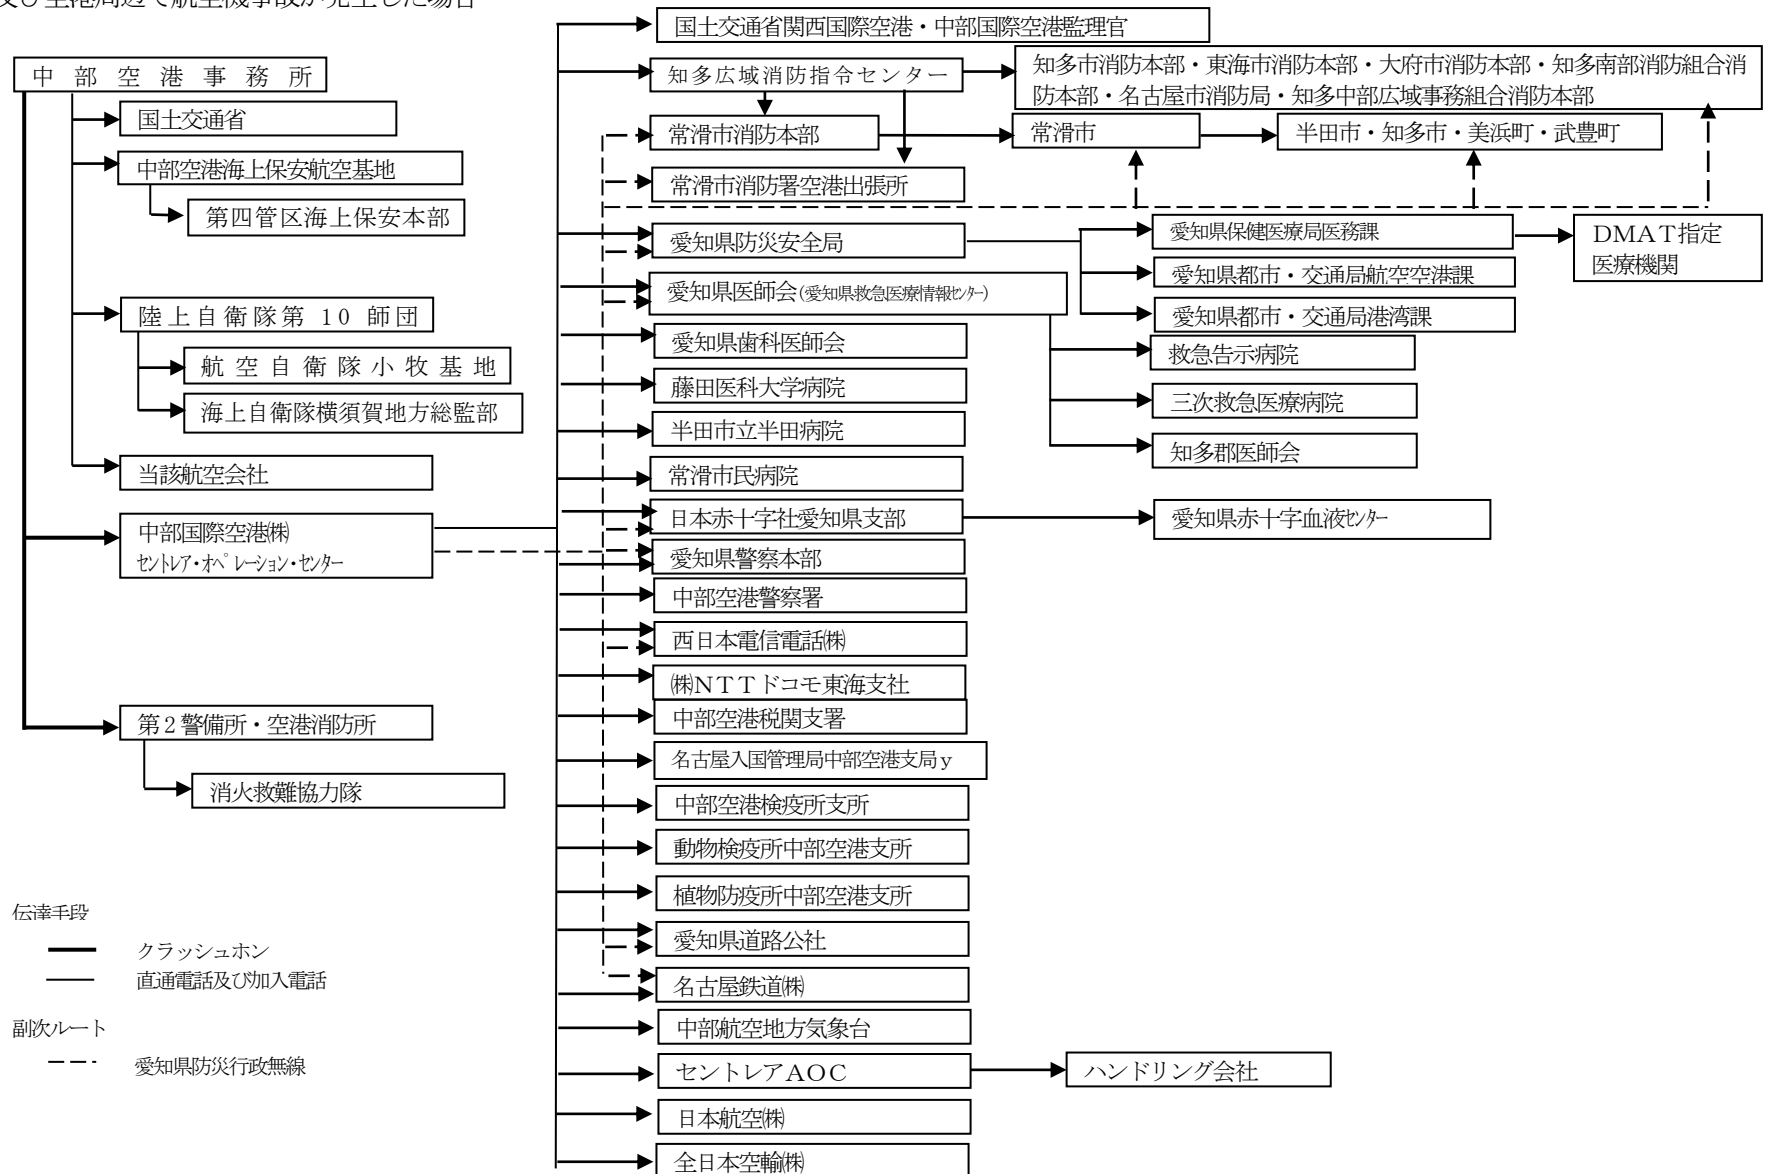 及び空港周辺で航空機事故が発生した場合
中部空港事務所
国土交通省
中部空港海上保安航空基地
第四管区海上保安本部
陸上自衛隊第10師団
航空自衛隊小牧基地
海上自衛隊横須賀地方総監部
当該航空会社
中部国際空港㈱
セントレア・オペレーション・センター
第2警備所・空港消防所
消火救難協力隊
伝達手段
クラッシュホン
直通電話及び加入電話
副次ルート
愛知県防災行政無線
国土交通省関西国際空港・中部国際空港監理官
知多広域消防指令センター
知多市消防本部・東海市消防本部・大府市消防本部・知多南部消防組合消
防本部・名古屋市消防局・知多中部広域事務組合消防本部
常滑市消防本部
常滑市
半田市・知多市・美浜町・武豊町
常滑市消防署空港出張所
愛知県防災安全局
愛知県保健医療局医務課
DMAT指定
医療機関
愛知県都市・交通局航空空港課
愛知県都市・交通局港湾課
愛知県医師会(愛知県救急医療情報センター)
救急告示病院
三次救急医療病院
知多郡医師会
愛知県歯科医師会
藤田医科大学病院
半田市立半田病院
常滑市民病院
日本赤十字社愛知県支部
愛知県赤十字血液センター
愛知県警察本部
中部空港警察署
西日本電信電話㈱
㈱NTTドコモ東海支社
中部空港税関支署
名古屋入国管理局中部空港支局y
中部空港検疫所支所
動物検疫所中部空港支所
植物防疫所中部空港支所
愛知県道路公社
名古屋鉄道㈱
中部航空地方気象台
セントレアAOC
ハンドリング会社
日本航空㈱
全日本空輸㈱